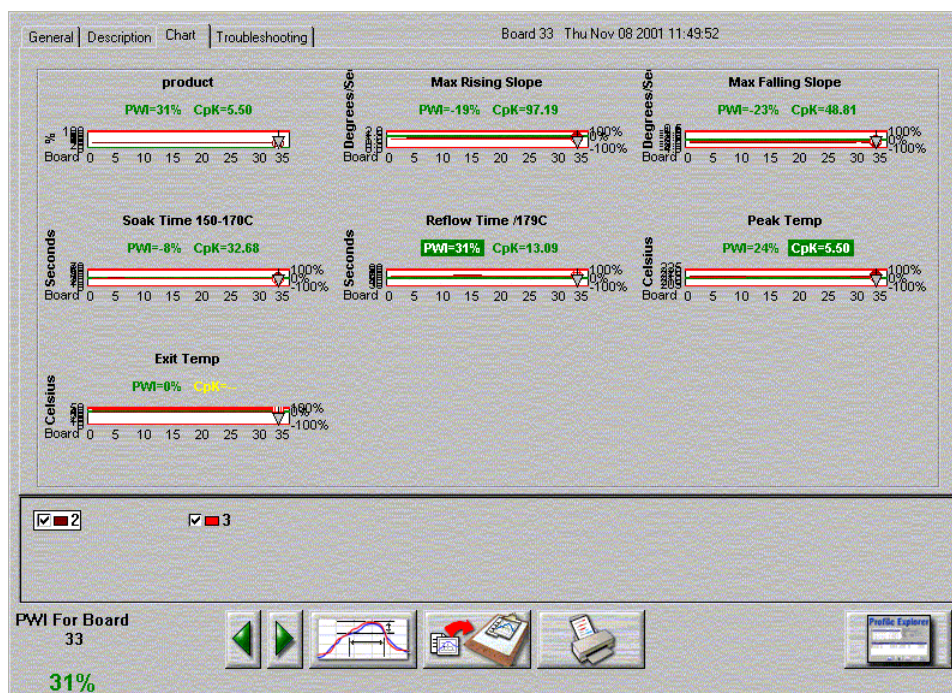 General Description Chart Troubleshooting
Board 33 Thu Nov 08 2001 11:49:52
product
PWI=31% CpK=5.50
%
100
Board 0 5 10 15 20 25 30 35
Max Rising Slope
PWI=-19% CpK=97.19
Degrees/Se
100%
0%
-100%
Board 0 5 10 15 20 25 30 35
Max Falling Slope
PWI=-23% CpK=48.81
Degrees/Se
100%
0%
-100%
Board 0 5 10 15 20 25 30 35
Soak Time 150-170C
PWI=-8% CpK=32.68
Seconds
100%
0%
-100%
Board 0 5 10 15 20 25 30 35
Reflow Time /179C
PWI=31% CpK=13.09
Seconds
100%
0%
-100%
Board 0 5 10 15 20 25 30 35
Peak Temp
PWI=24% CpK=5.50
Celsius
100%
0%
-100%
Board 0 5 10 15 20 25 30 35
Exit Temp
PWI=0% CpK=--
Celsius
100%
0%
-100%
Board 0 5 10 15 20 25 30 35
2 3
PWI For Board
33
31%
Profile Explorer